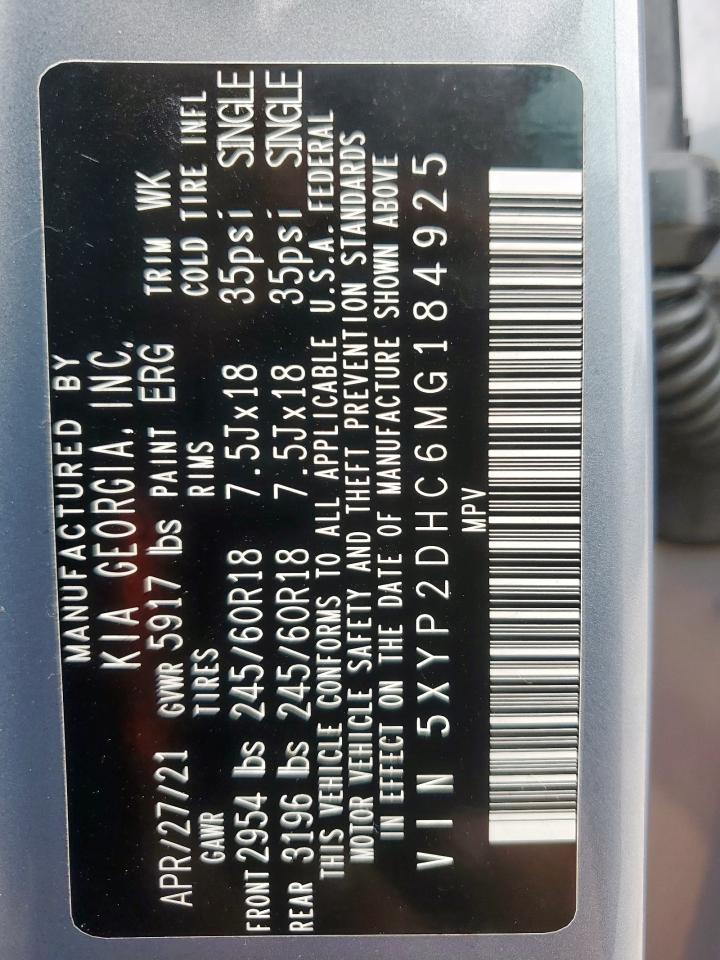 MANUFACTURED BY
KIA GEORGIA, INC.
APR/27/21 GVWR 5917 lbs PAINT ERG TRIM WK
GAWR TIRES RIMS COLD TIRE INFL
FRONT 2954 lbs 245/60R18 7.5Jx18 35psi SINGLE
REAR 3196 lbs 245/60R18 7.5Jx18 35psi SINGLE
THIS VEHICLE CONFORMS TO ALL APPLICABLE U.S.A. FEDERAL
MOTOR VEHICLE SAFETY AND THEFT PREVENTION STANDARDS
IN EFFECT ON THE DATE OF MANUFACTURE SHOWN ABOVE
VIN 5XYP2DHC6MG184925
MPV